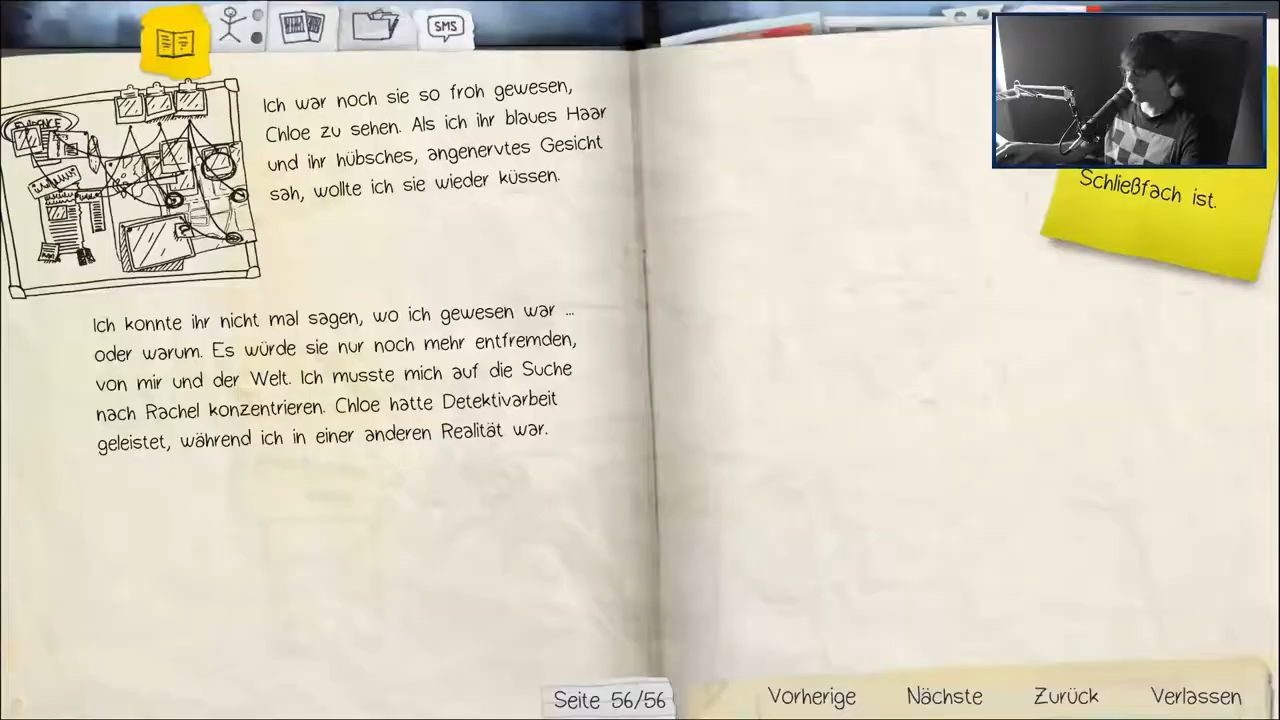 SMS
EVIDENCE
Ich war noch sie so froh gewesen,
Chloe zu sehen. Als ich ihr blaues Haar
und ihr hübsches, angenervtes Gesicht
sah, wollte ich sie wieder küssen.
Ich konnte ihr nicht mal sagen, wo ich gewesen war ...
oder warum. Es würde sie nur noch mehr entfremden,
von mir und der Welt. Ich musste mich auf die Suche
nach Rachel konzentrieren. Chloe hatte Detektivarbeit
geleistet, während ich in einer anderen Realität war.
Schließfach ist.
Seite 56/56
Vorherige
Nächste
Zurück
Verlassen